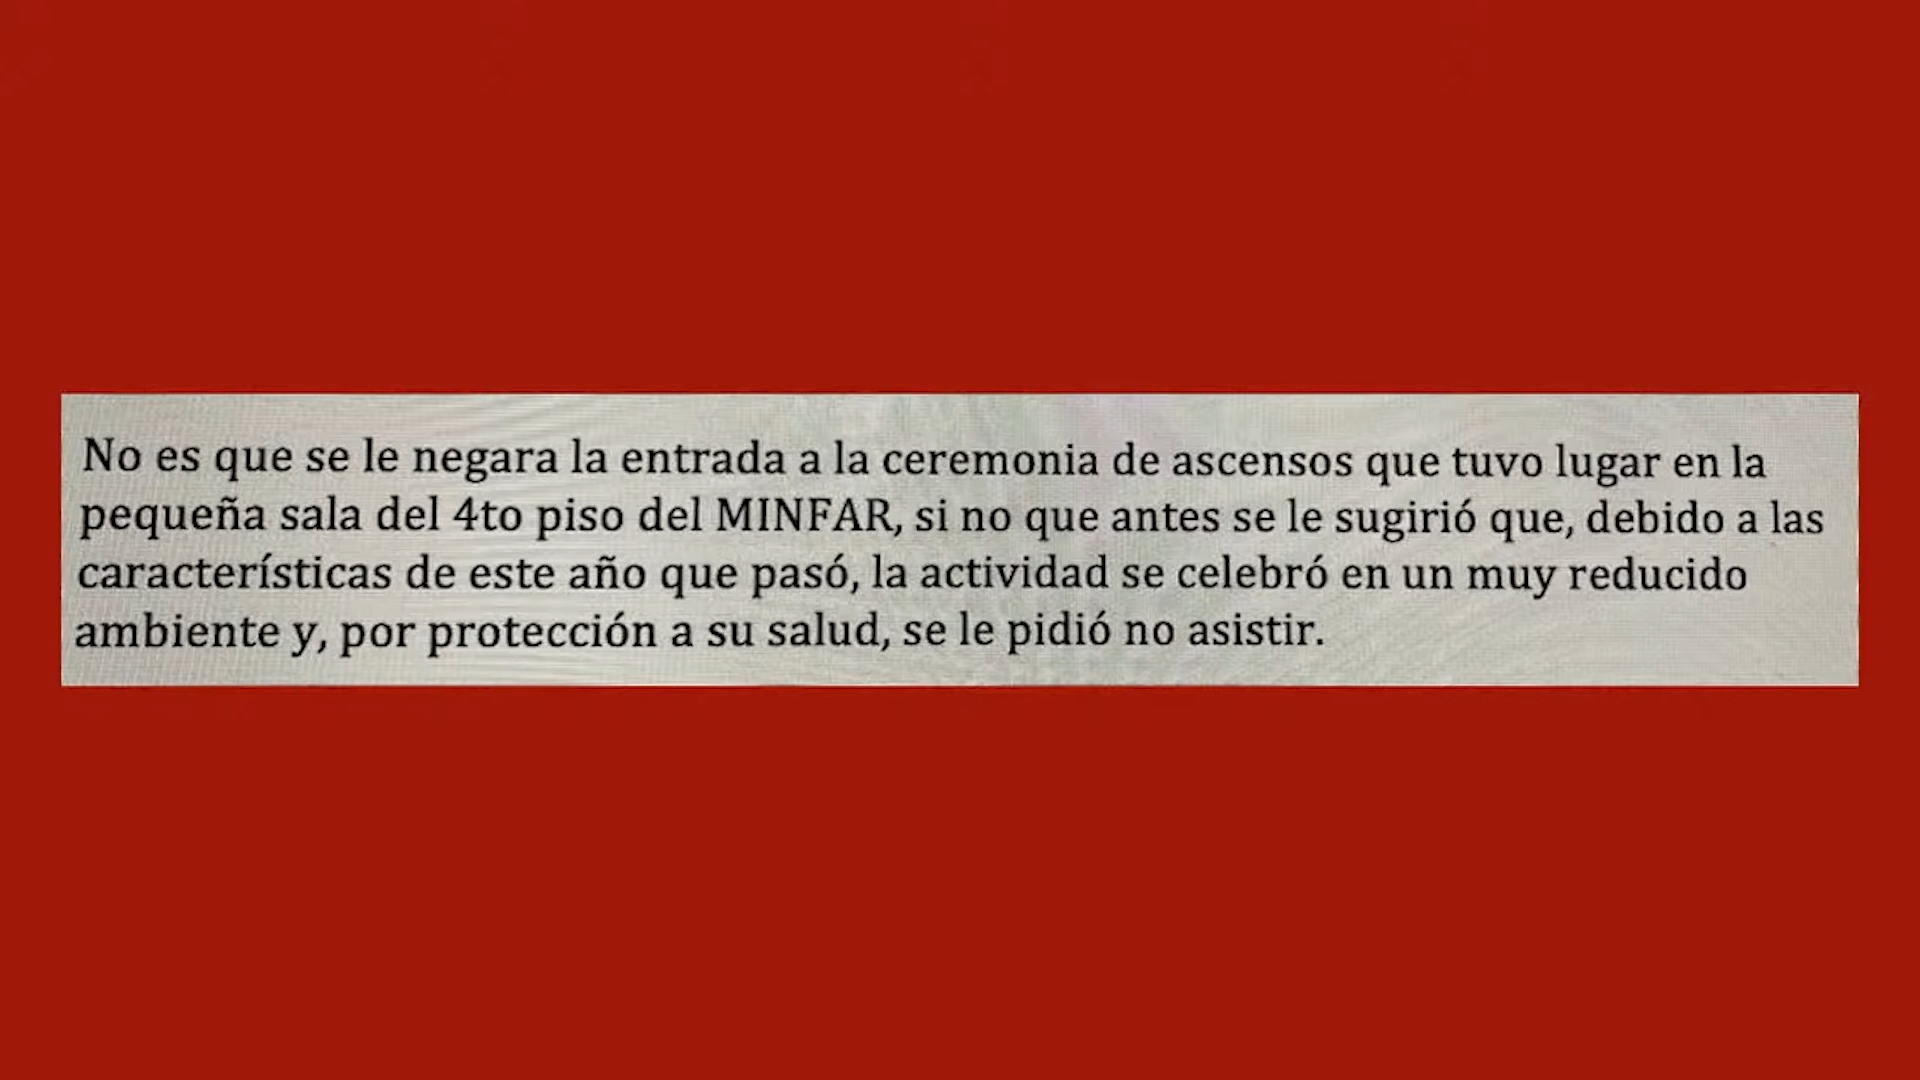 No es que se le negara la entrada a la ceremonia de ascensos que tuvo lugar en la
pequeña sala del 4to piso del MINFAR, si no que antes se le sugirió que, debido a las
características de este año que pasó, la actividad se celebró en un muy reducido
ambiente y, por protección a su salud, se le pidió no asistir.